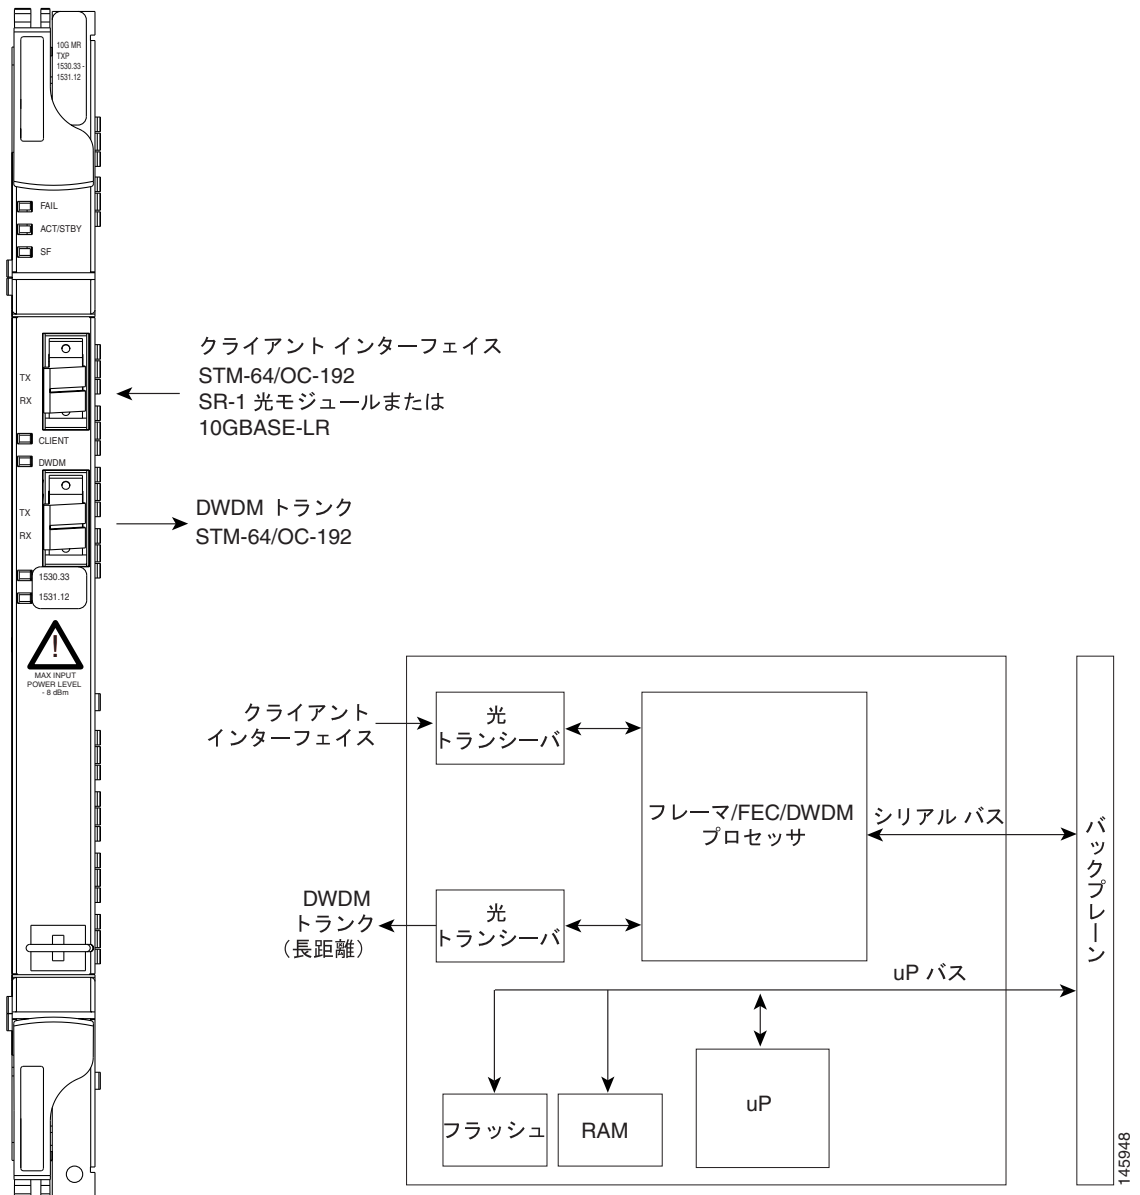 10G MR
TXP
1530.33 -
1531.12
FAIL
ACT/STBY
SF
TX
RX
CLIENT
DWDM
TX
RX
1530.33
1531.12
!
MAX INPUT
POWER LEVEL
- 8 dBm
クライアント インターフェイス
STM-64/OC-192
SR-1 光モジュールまたは
10GBASE-LR
DWDM トランク
STM-64/OC-192
クライアント
インターフェイス
光
トランシーバ
フレーマ/FEC/DWDM
プロセッサ
シリアル バス
バックプレーン
DWDM
トランク
（長距離）
光
トランシーバ
uP バス
フラッシュ
RAM
uP
145948